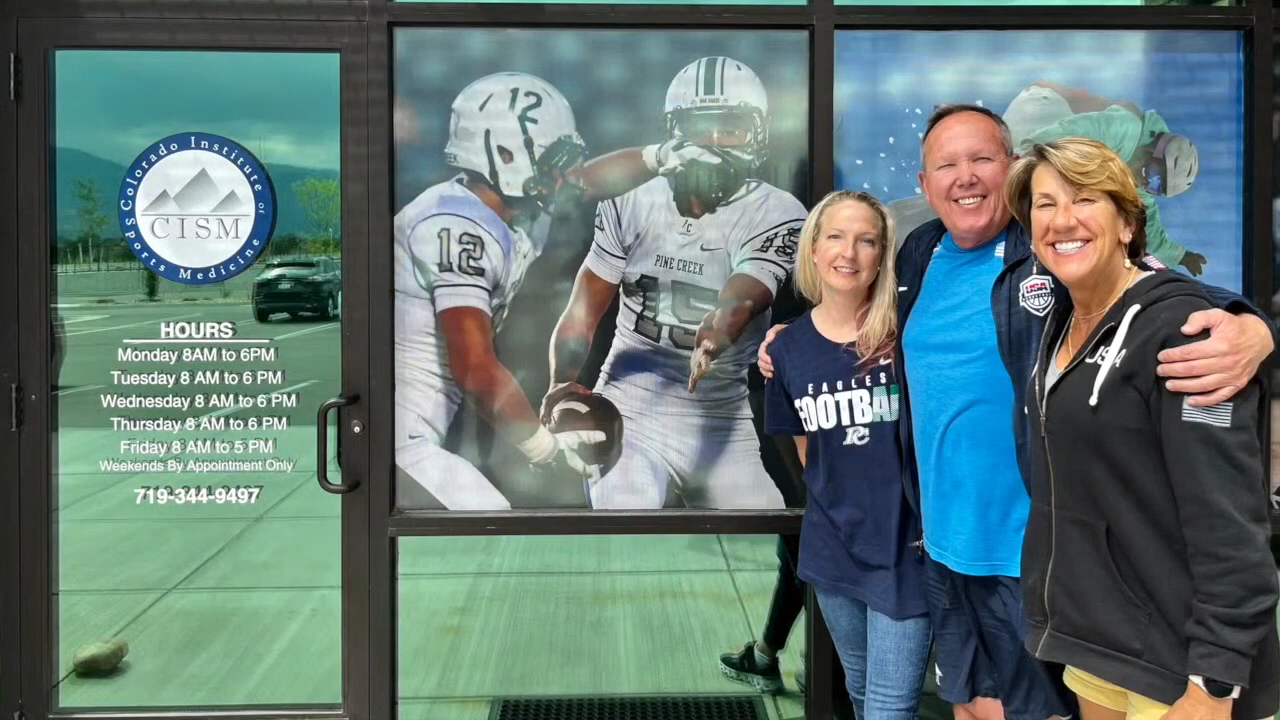 Colorado Institute of
Sports Medicine
CISM
HOURS
Monday 8AM to 6PM
Tuesday 8 AM to 6 PM
Wednesday 8 AM to 6 PM
Thursday 8 AM to 6 PM
Friday 8 AM to 5 PM
Weekends By Appointment Only
719-344-9497
12
12
PINE CREEK
15
EAGLES
FOOTBALL
PC
USA
USA